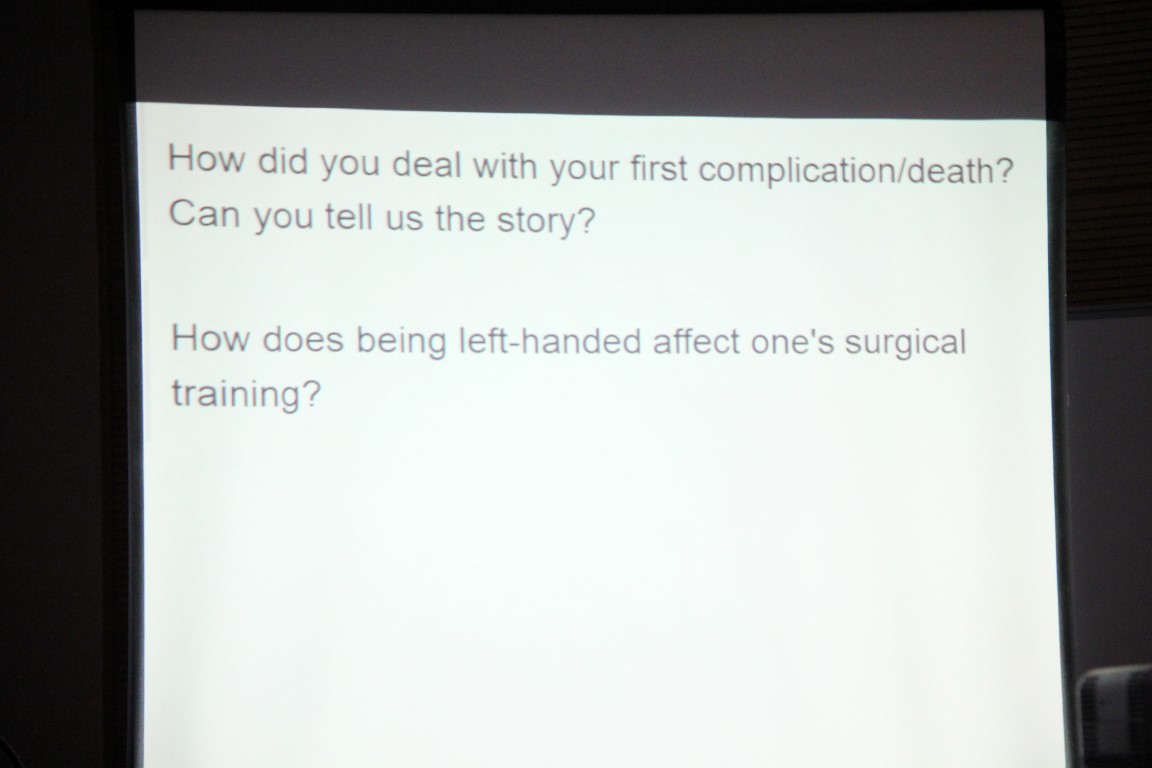 How did you deal with your first complication/death?
Can you tell us the story?
How does being left-handed affect one's surgical
training?